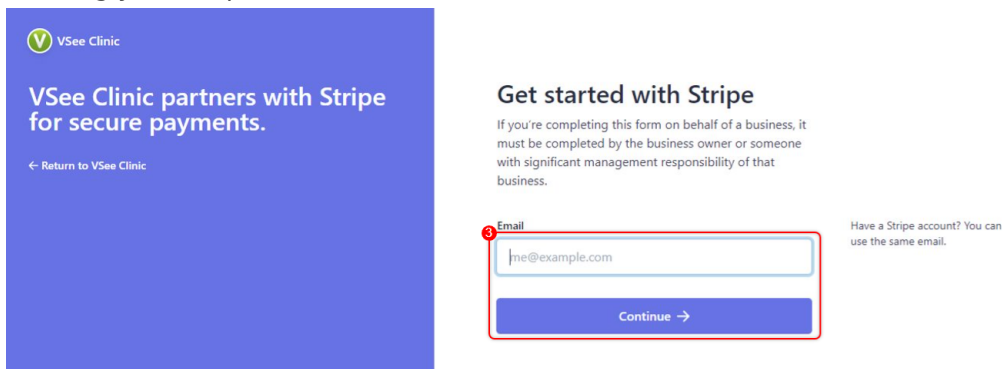 VSee Clinic
VSee Clinic partners with Stripe
for secure payments.
← Return to VSee Clinic
Get started with Stripe
If you're completing this form on behalf of a business, it
must be completed by the business owner or someone
with significant management responsibility of that
business.
3
Email
me@example.com
Continue →
Have a Stripe account? You can
use the same email.